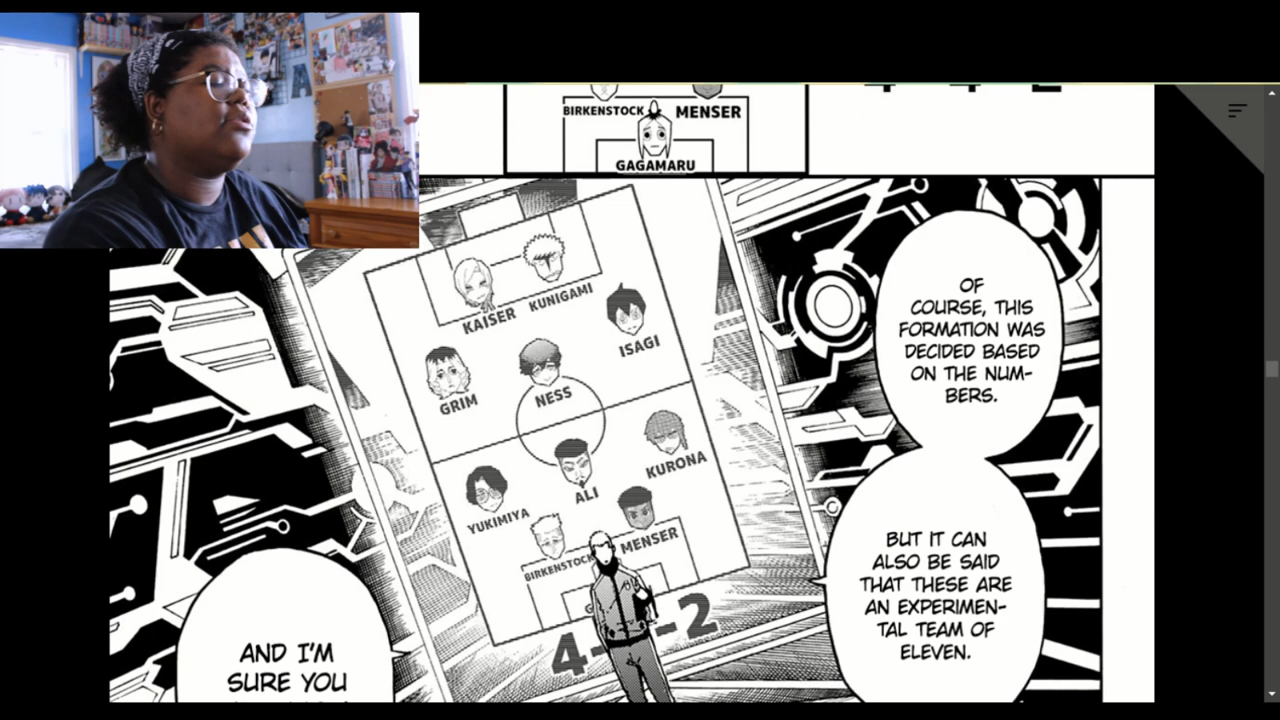 BIRKENSTOCK
MENSER
GAGAMARU
KAISER
KUNIGAMI
ISAGI
GRIM
NESS
KURONA
ALI
YUKIMIYA
MENSER
BIRKENSTOCK
OF
COURSE, THIS
FORMATION WAS
DECIDED BASED
ON THE NUM-
BERS.
BUT IT CAN
ALSO BE SAID
THAT THESE ARE
AN EXPERIMEN-
TAL TEAM OF
ELEVEN.
AND I'M
SURE YOU